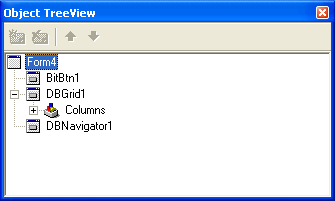 Object TreeView
Form4
BitBtn1
DBGrid1
Columns
DBNavigator1